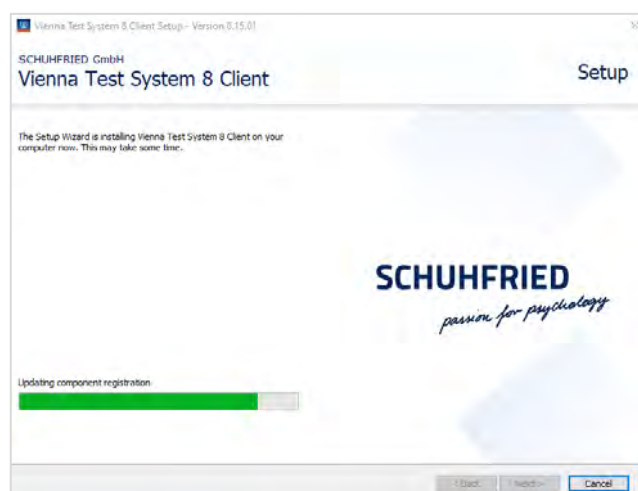 Vienna Test System 8 Client Setup - Version 8.15.01
SCHUHFRIED GmbH
Vienna Test System 8 Client
Setup
The Setup Wizard is installing Vienna Test System 8 Client on your
computer now. This may take some time.
SCHUHFRIED
passion for psychology
Updating component registration
< Back
Next >
Cancel